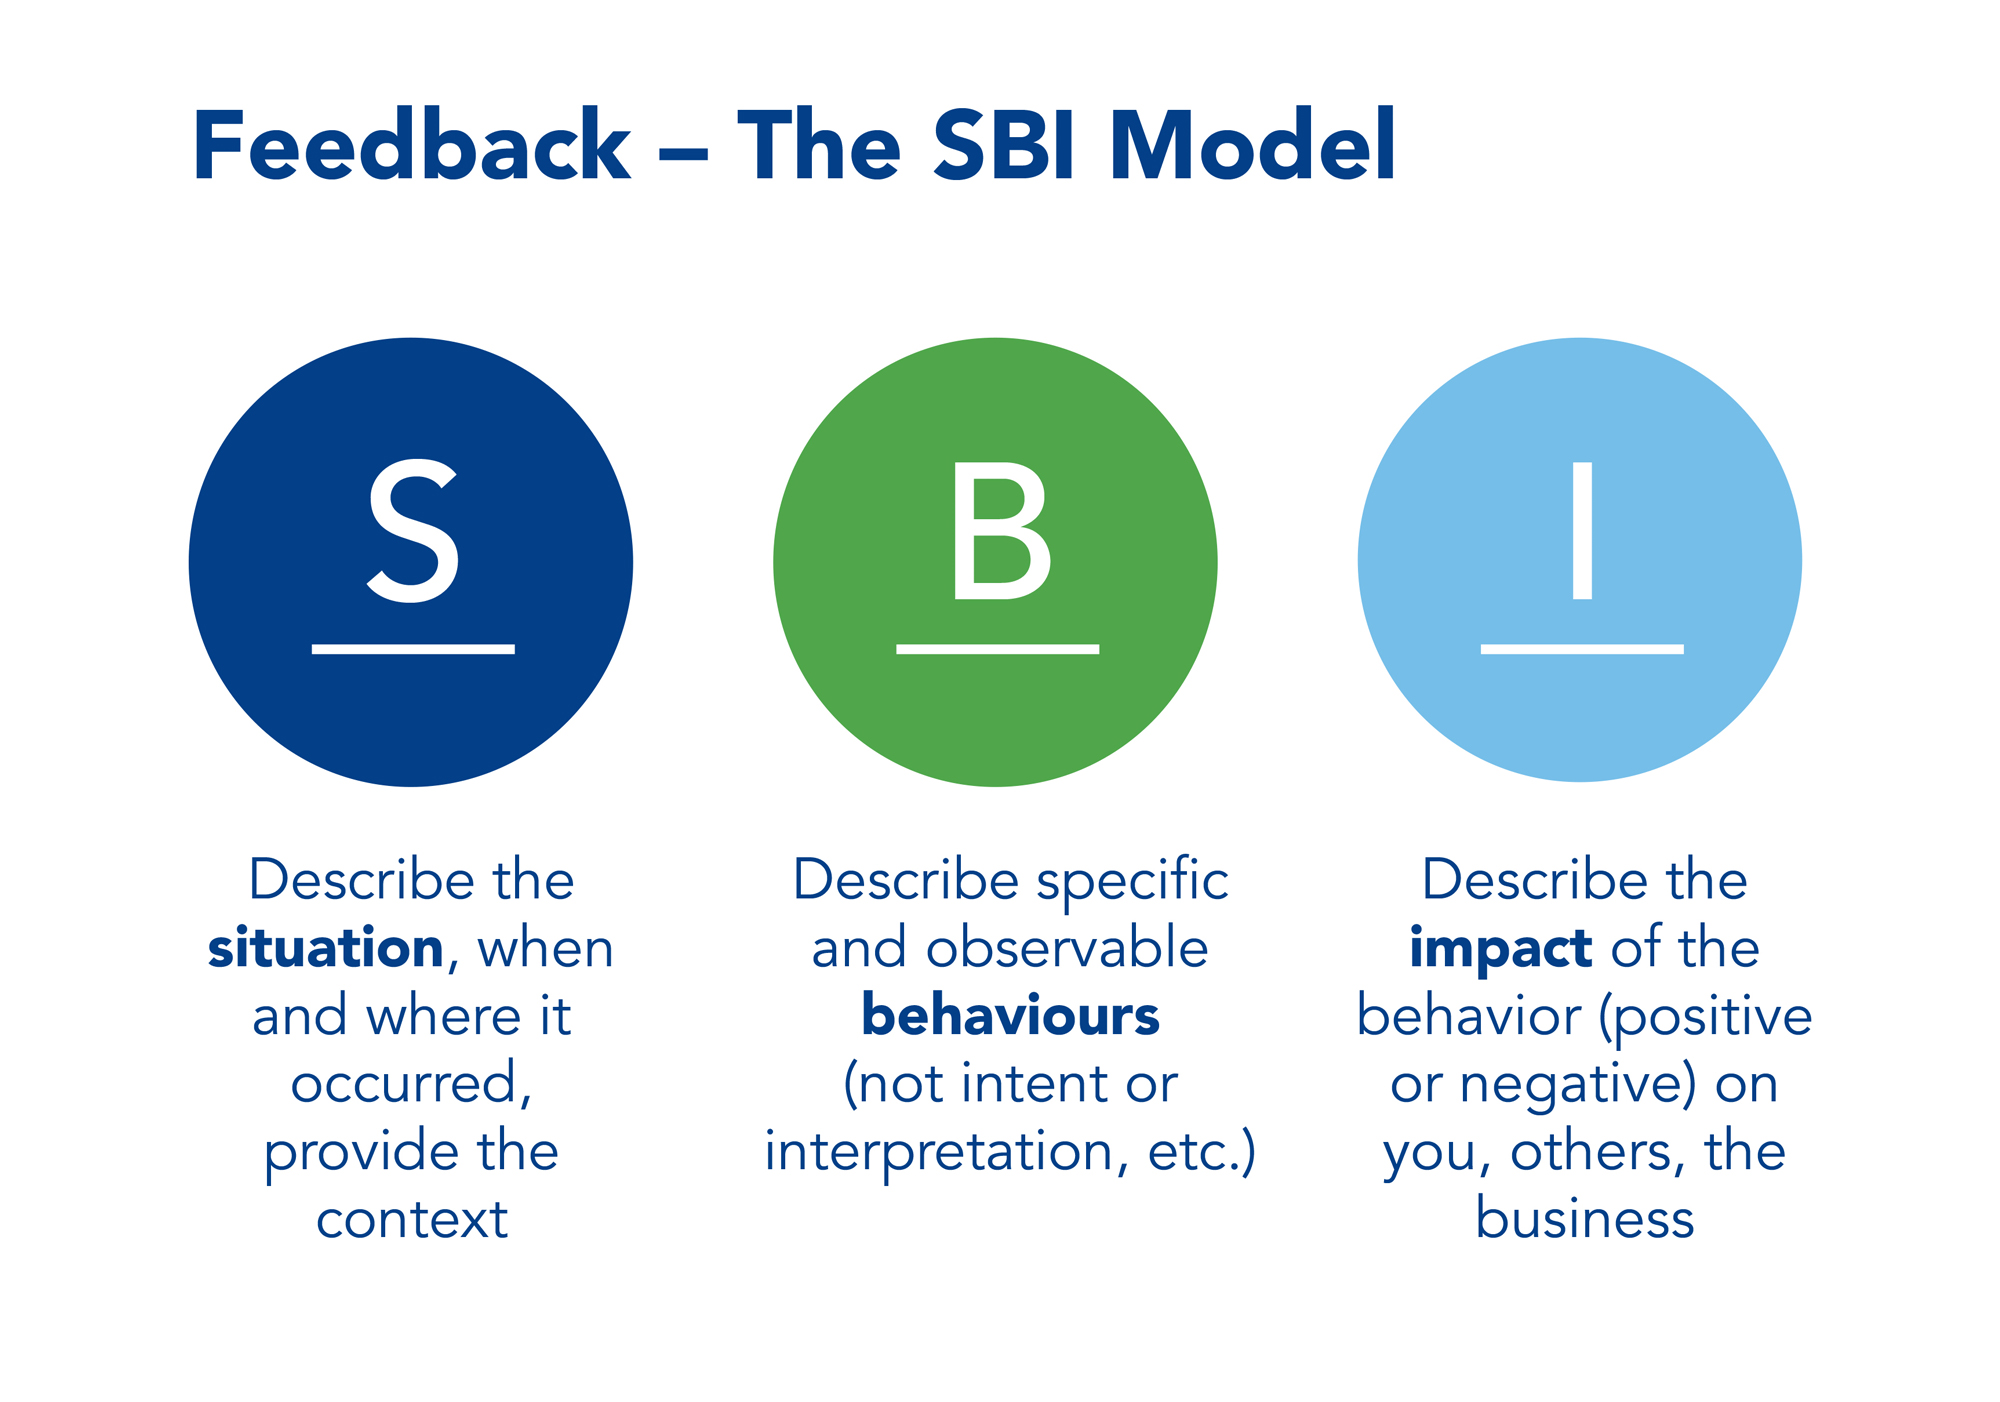 Feedback – The SBI Model
S
Describe the
situation, when
and where it
occurred,
provide the
context
B
Describe specific
and observable
behaviours
(not intent or
interpretation, etc.)
I
Describe the
impact of the
behavior (positive
or negative) on
you, others, the
business